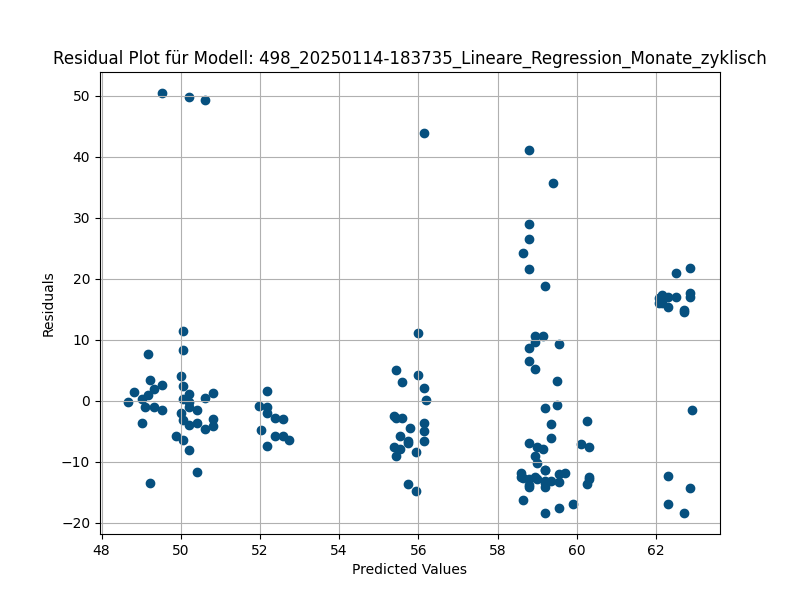 Residual Plot für Modell: 498_20250114-183735_Lineare_Regression_Monate_zyklisch
50
40
30
20
10
0
−10
−20
Residuals
48 50 52 54 56 58 60 62
Predicted Values